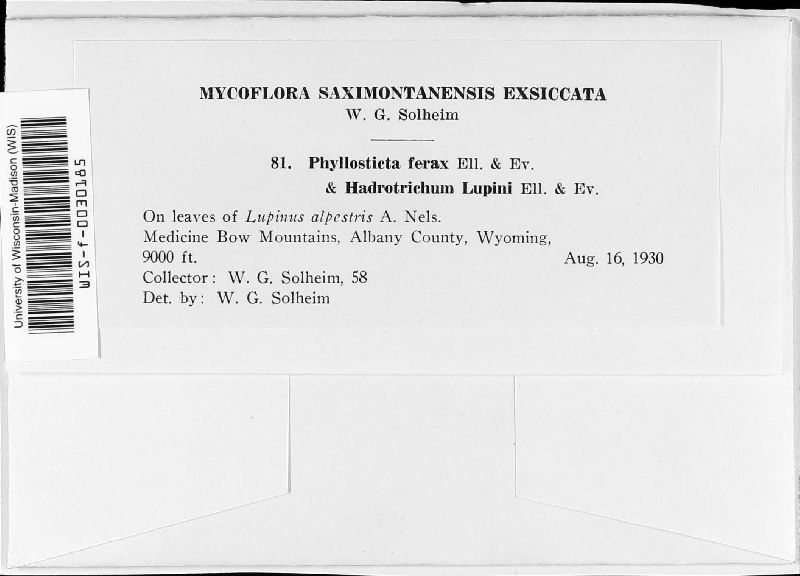 MYCOFLORA SAXIMONTANENSIS EXSICCATA
W. G. Solheim
81. Phyllosticta ferax Ell. & Ev.
& Hadrotrichum Lupini Ell. & Ev.
On leaves of Lupinus alpestris A. Nels.
Medicine Bow Mountains, Albany County, Wyoming,
9000 ft. Aug. 16, 1930
Collector: W. G. Solheim, 58
Det. by: W. G. Solheim
University of Wisconsin-Madison (WIS)
WIS-f-0030185